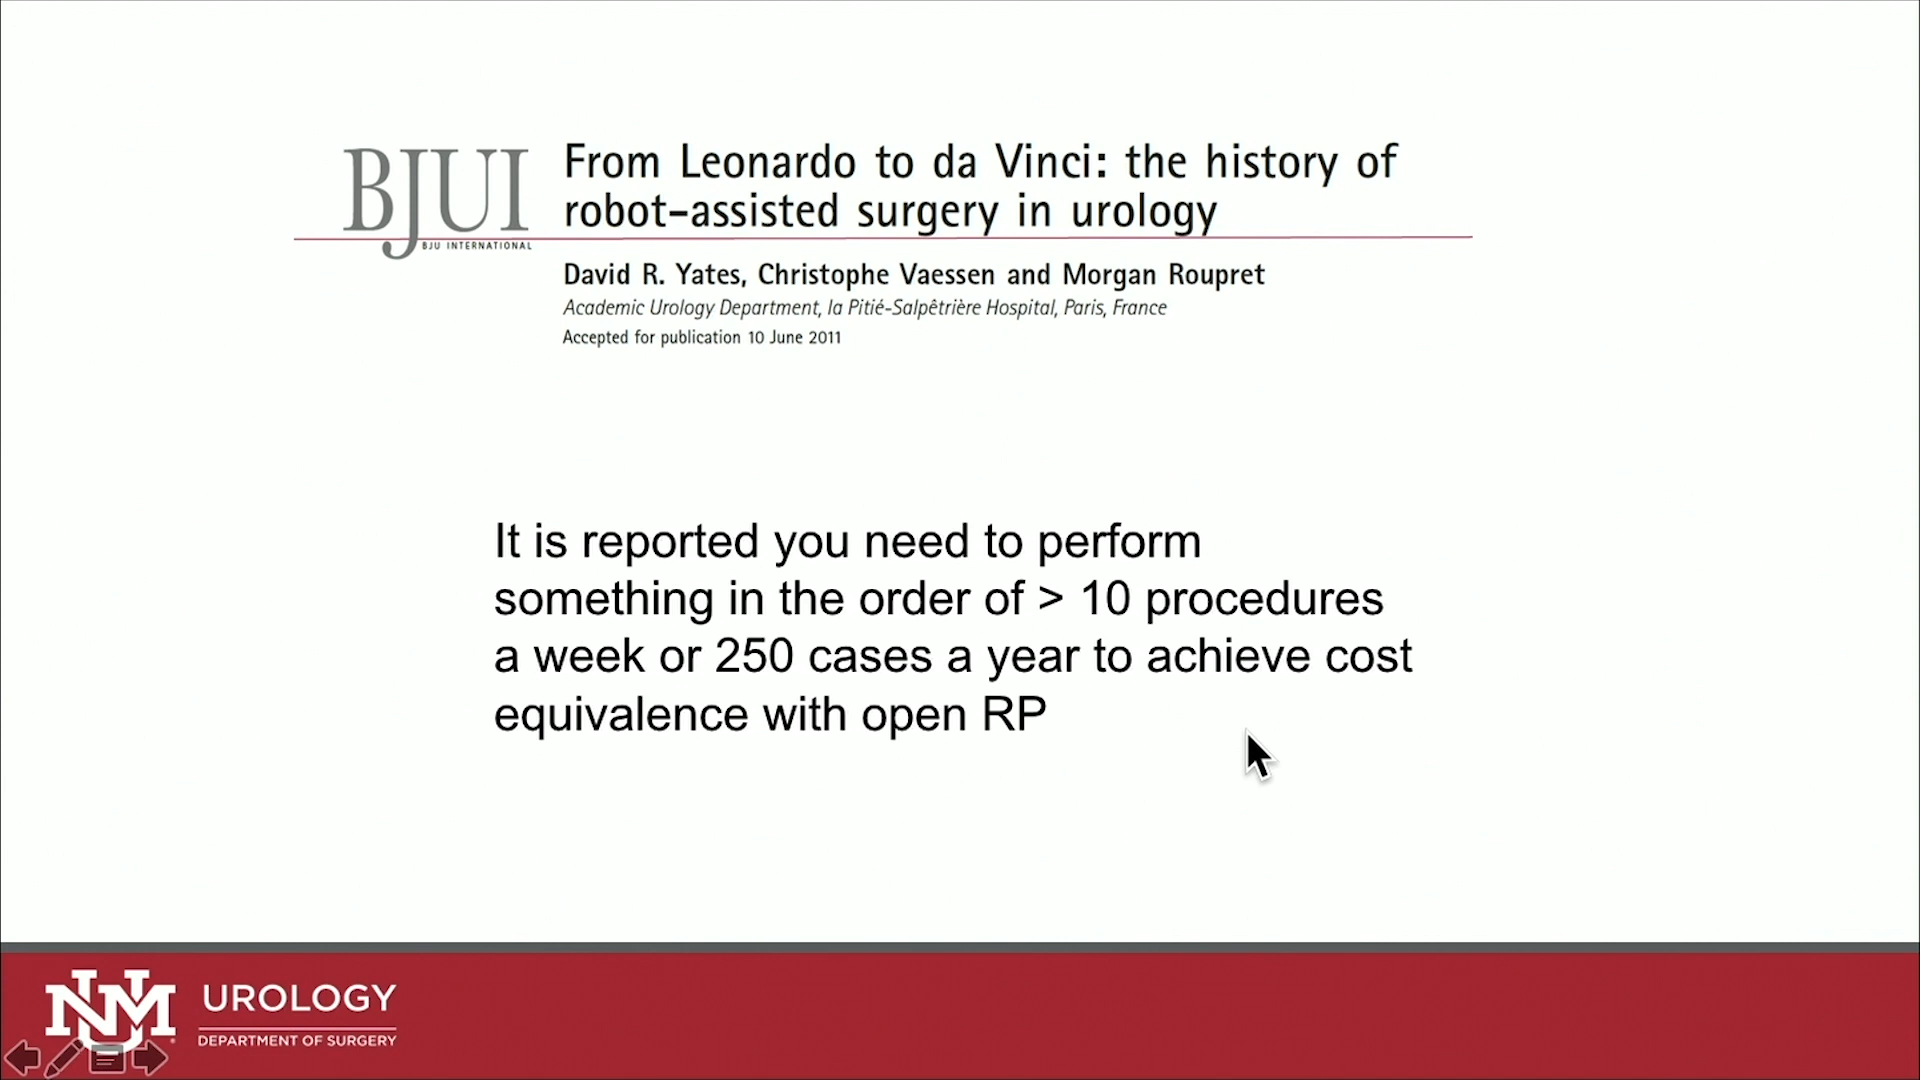 BJUI
BJU INTERNATIONAL
From Leonardo to da Vinci: the history of
robot-assisted surgery in urology
David R. Yates, Christophe Vaessen and Morgan Roupret
Academic Urology Department, la Pitié-Salpêtrière Hospital, Paris, France
Accepted for publication 10 June 2011
It is reported you need to perform
something in the order of > 10 procedures
a week or 250 cases a year to achieve cost
equivalence with open RP
UNM
UROLOGY
DEPARTMENT OF SURGERY